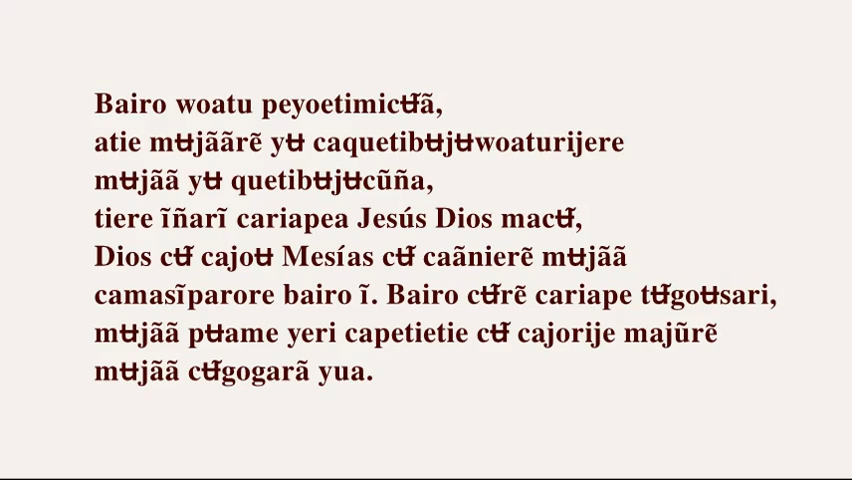 Bairo woatu peyoetimicʉ̃ã,
atie mʉjããrẽ yʉ caquetibʉjʉwoaturijere
mʉjãã yʉ quetibʉjʉcũña,
tiere ĩñarĩ cariapea Jesús Dios macʉ̃,
Dios cʉ̃ cajoʉ Mesías cʉ̃ caãnierẽ mʉjãã
camasĩparore bairo ĩ. Bairo cʉ̃rẽ cariape tʉ̃goʉsari,
mʉjãã pʉame yeri capetietie cʉ̃ cajorije majũrẽ
mʉjãã cʉ̃gogarã yua.